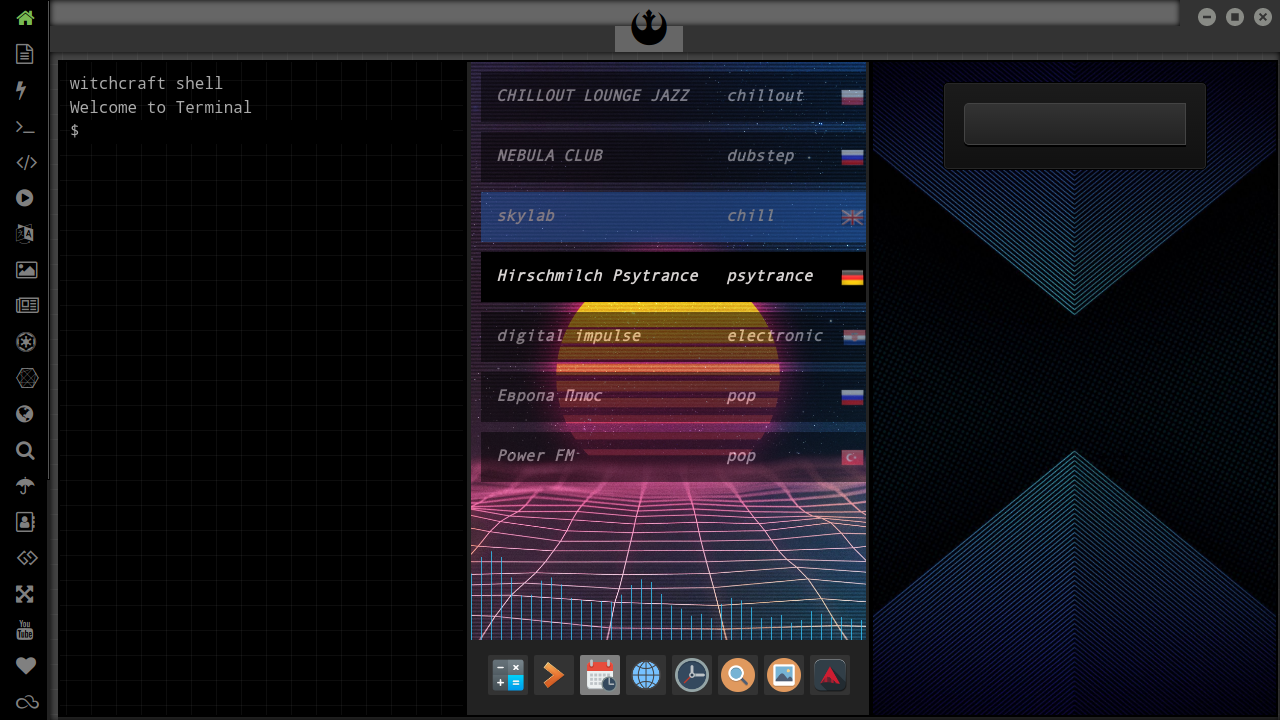 witchcraft shell
Welcome to Terminal
$
CHILLOUT LOUNGE JAZZ chillout
NEBULA CLUB dubstep
skylab chill
Hirschmilch Psytrance psytrance
digital impulse electronic
Европа Плюс pop
Power FM pop
You
Tube